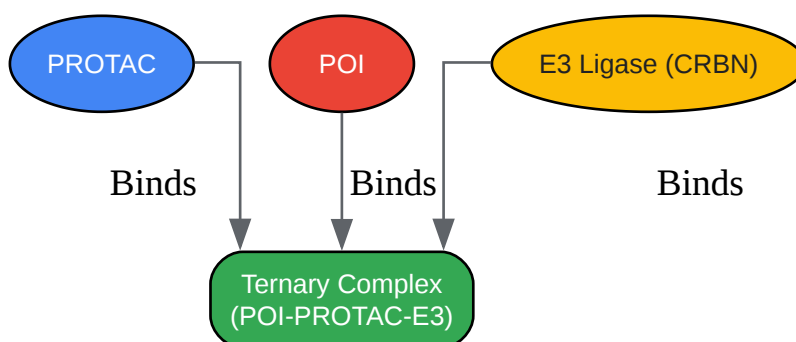 PROTAC
POI
E3 Ligase (CRBN)
Binds
Binds
Binds
Ternary Complex
(POI-PROTAC-E3)